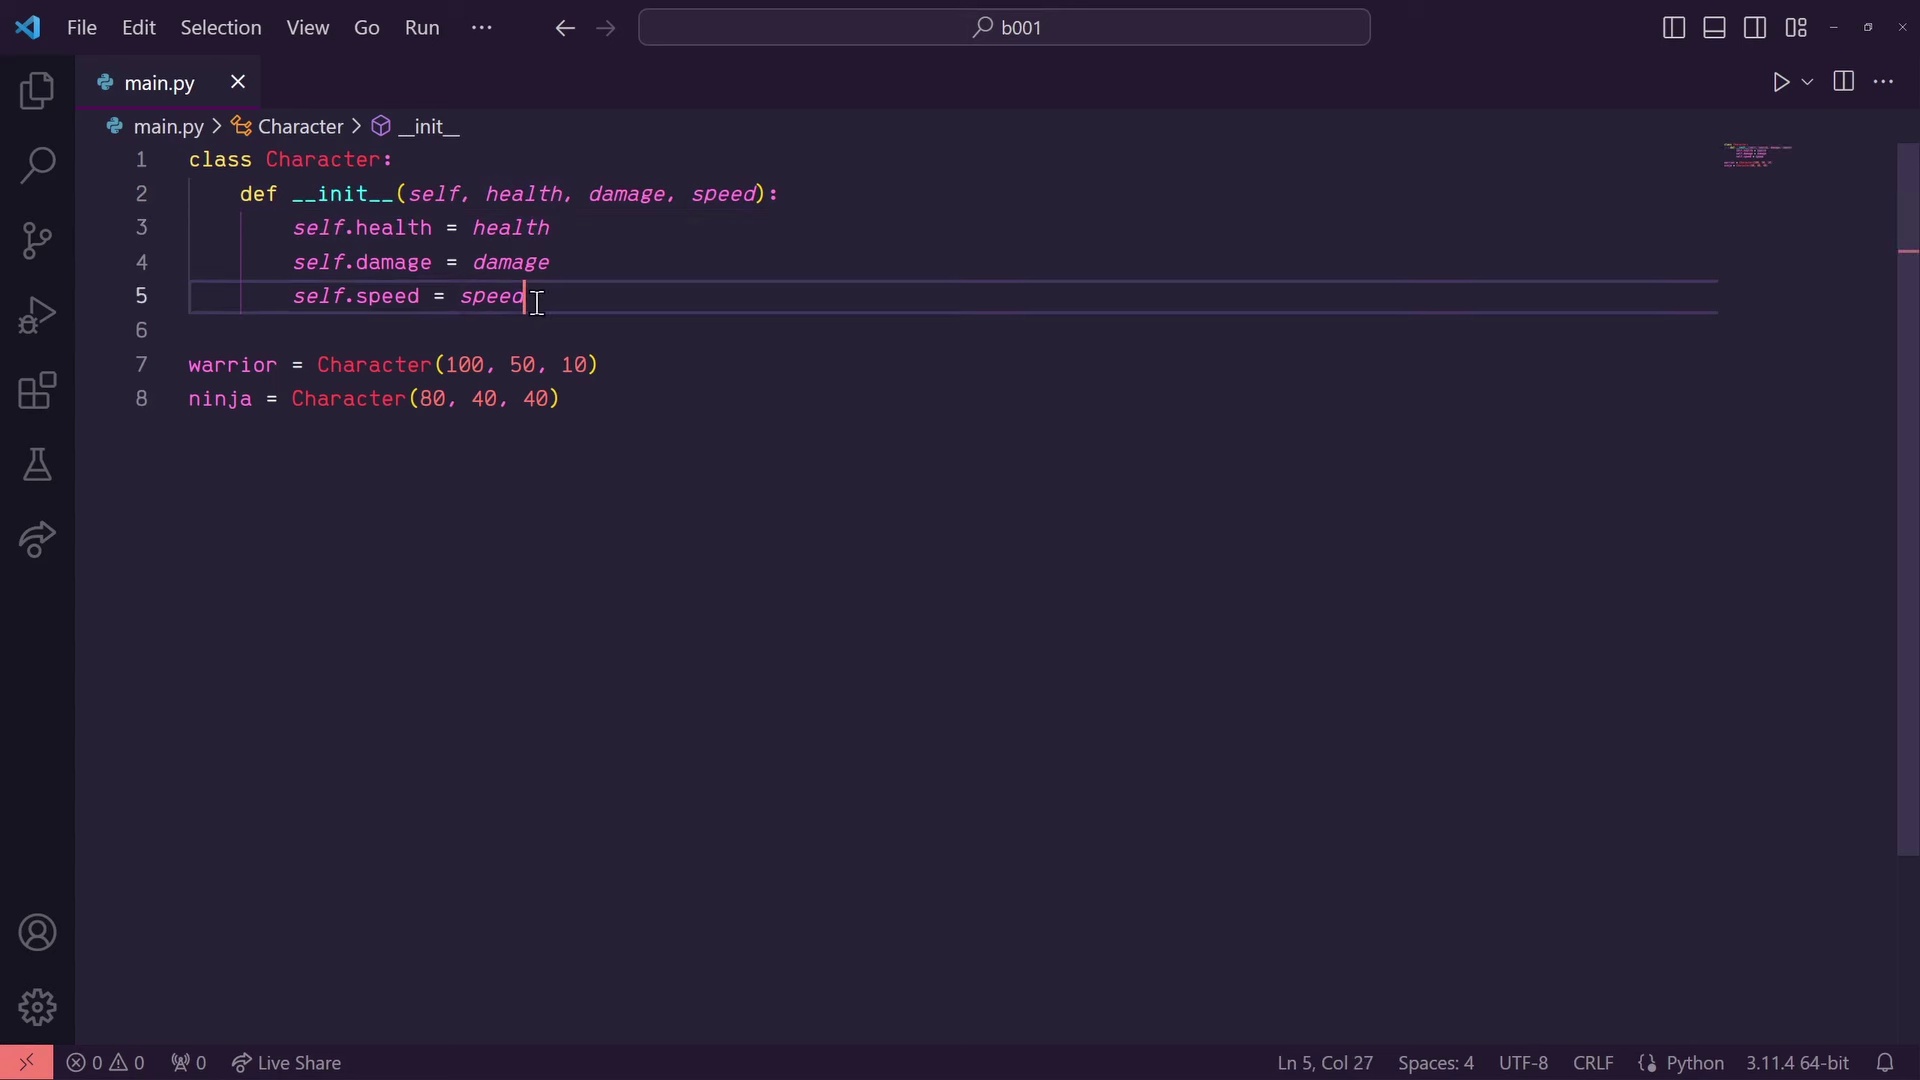 File Edit Selection View Go Run ... b001
main.py
main.py > Character > __init__
1 class Character:
2     def __init__(self, health, damage, speed):
3         self.health = health
4         self.damage = damage
5         self.speed = speed
6
7 warrior = Character(100, 50, 10)
8 ninja = Character(80, 40, 40)
0 0 0 Live Share Ln 5, Col 27 Spaces: 4 UTF-8 CRLF Python 3.11.4 64-bit